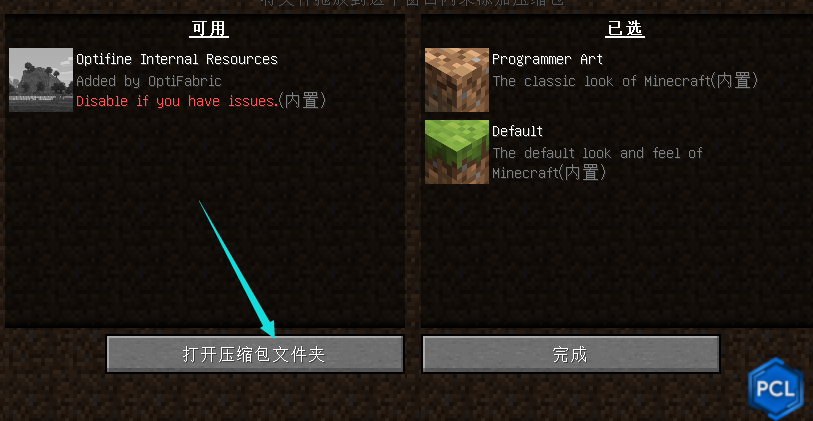 可用
已选
Optifine Internal Resources
Added by OptiFabric
Disable if you have issues.(内置)
Programmer Art
The classic look of Minecraft(内置)
Default
The default look and feel of
Minecraft(内置)
打开压缩包文件夹
完成
PCL